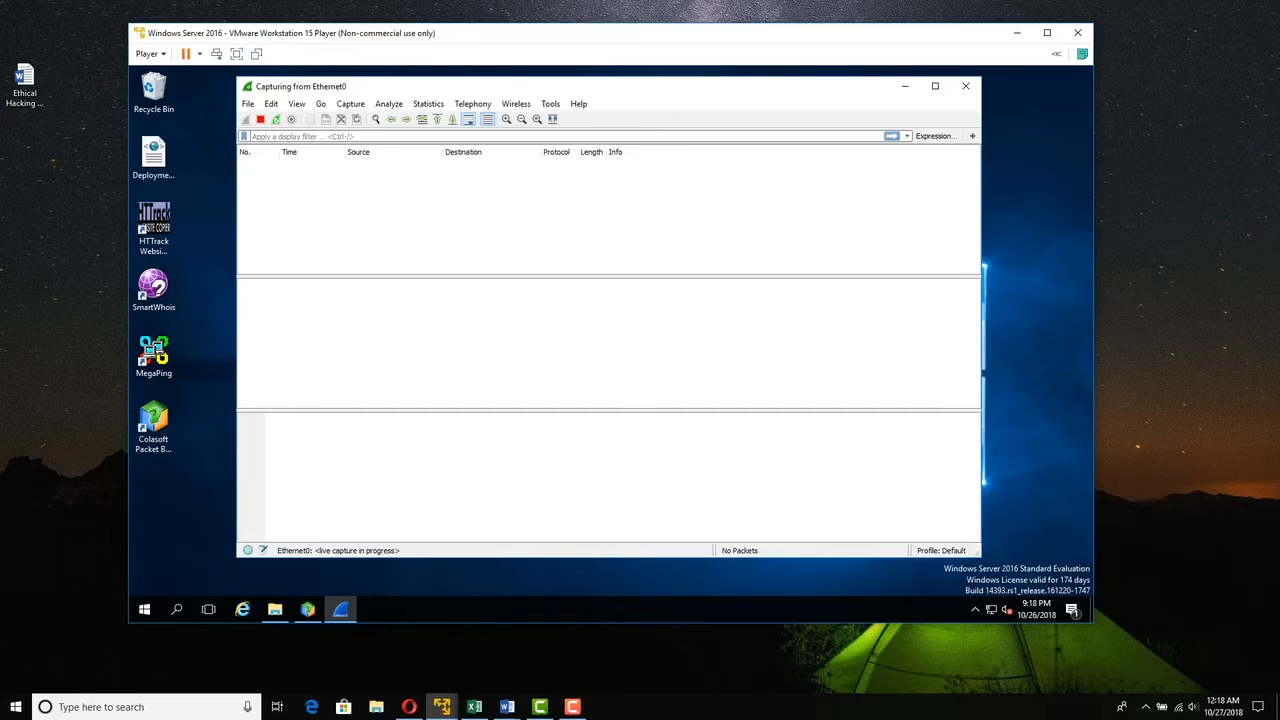 Windows Server 2016 - VMware Workstation 15 Player (Non-commercial use only)
Player
Ethical
Hacking ...
Recycle Bin
Deployme...
HTTrack
SITE COPIER
HTTrack
Websi...
SmartWhois
MegaPing
Colasoft
Packet B...
Capturing from Ethernet0
File Edit View Go Capture Analyze Statistics Telephony Wireless Tools Help
Apply a display filter ... <Ctrl-/>
Expression...
No. Time Source Destination Protocol Length Info
Ethernet0: <live capture in progress>
No Packets
Profile: Default
Windows Server 2016 Standard Evaluation
Windows License valid for 174 days
Build 14393.rs1_release.161220-1747
9:18 PM
10/26/2018
1
Type here to search
12:18 AM
10/27/2018